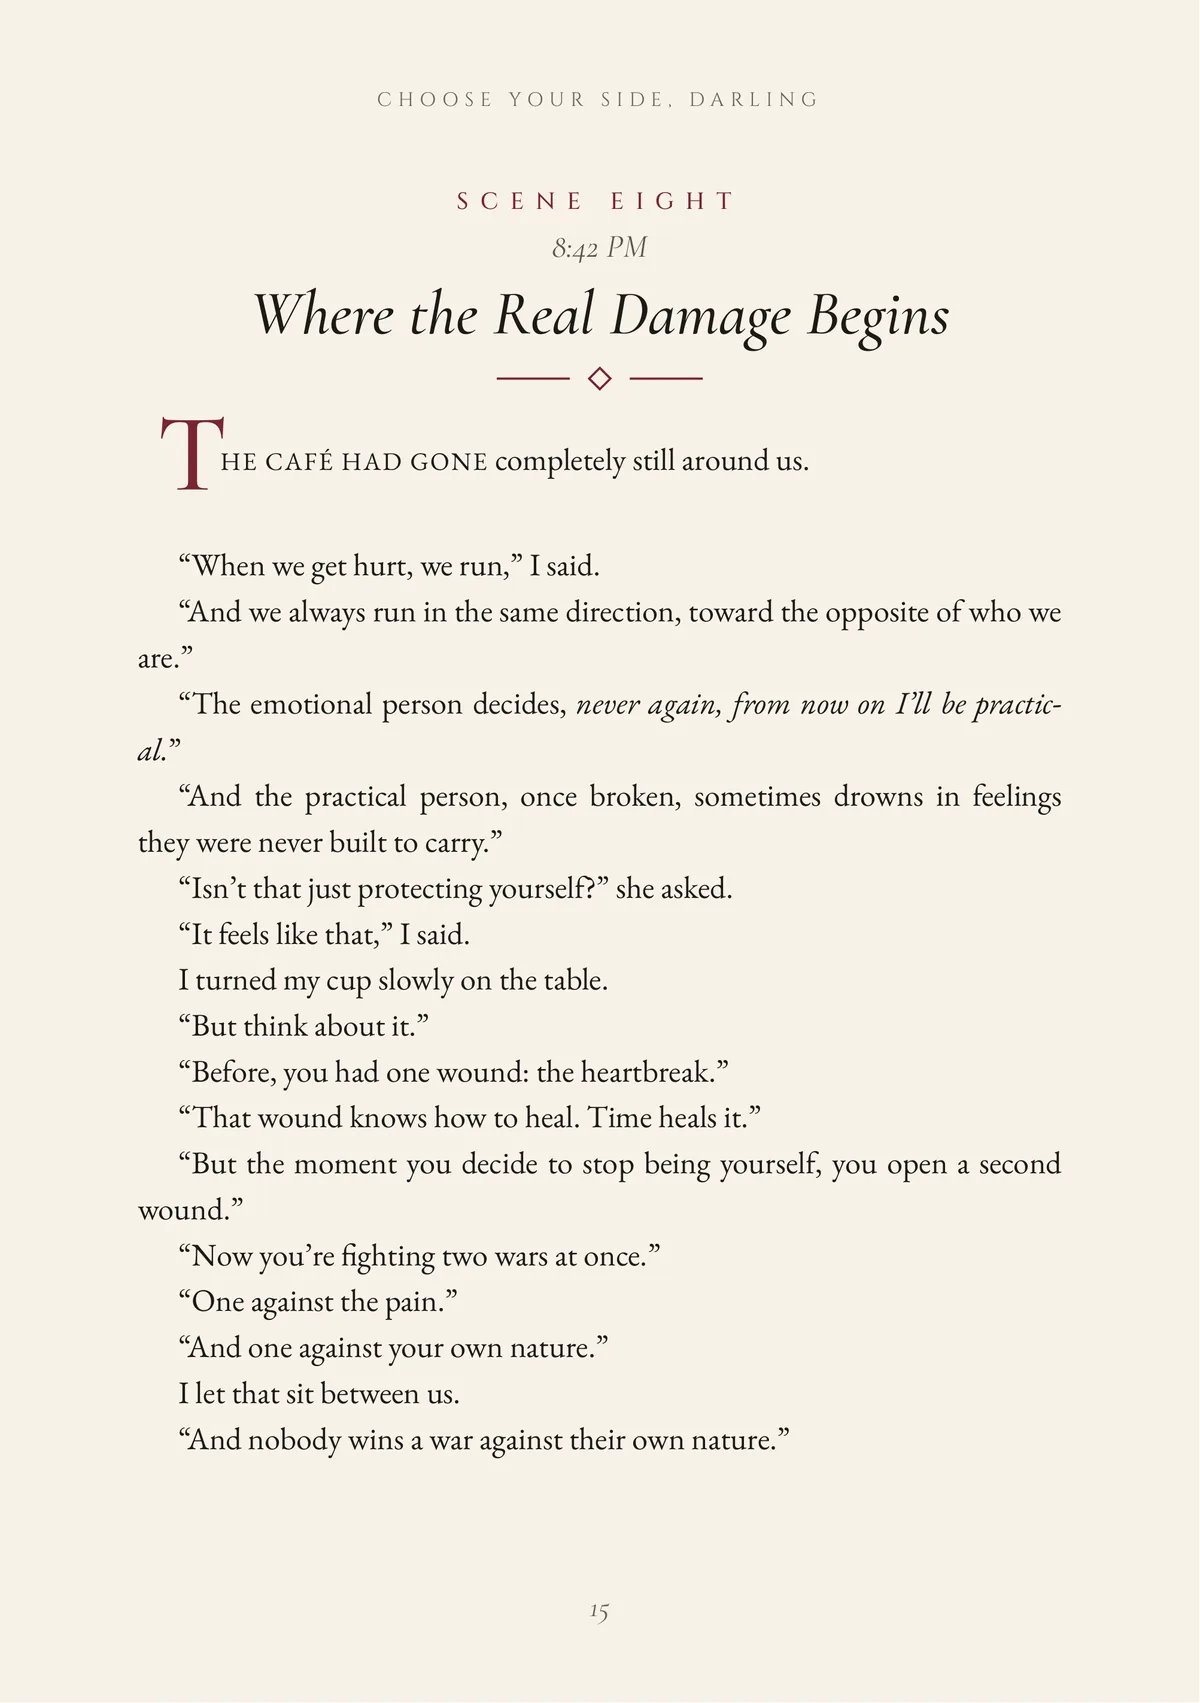 CHOOSE YOUR SIDE, DARLING
SCENE EIGHT
8:42 PM
Where the Real Damage Begins
THE CAFÉ HAD GONE completely still around us.
“When we get hurt, we run,” I said.
“And we always run in the same direction, toward the opposite of who we
are.”
“The emotional person decides, never again, from now on I’ll be practic-
al.”
“And the practical person, once broken, sometimes drowns in feelings
they were never built to carry.”
“Isn’t that just protecting yourself?” she asked.
“It feels like that,” I said.
I turned my cup slowly on the table.
“But think about it.”
“Before, you had one wound: the heartbreak.”
“That wound knows how to heal. Time heals it.”
“But the moment you decide to stop being yourself, you open a second
wound.”
“Now you’re fighting two wars at once.”
“One against the pain.”
“And one against your own nature.”
I let that sit between us.
“And nobody wins a war against their own nature.”
15